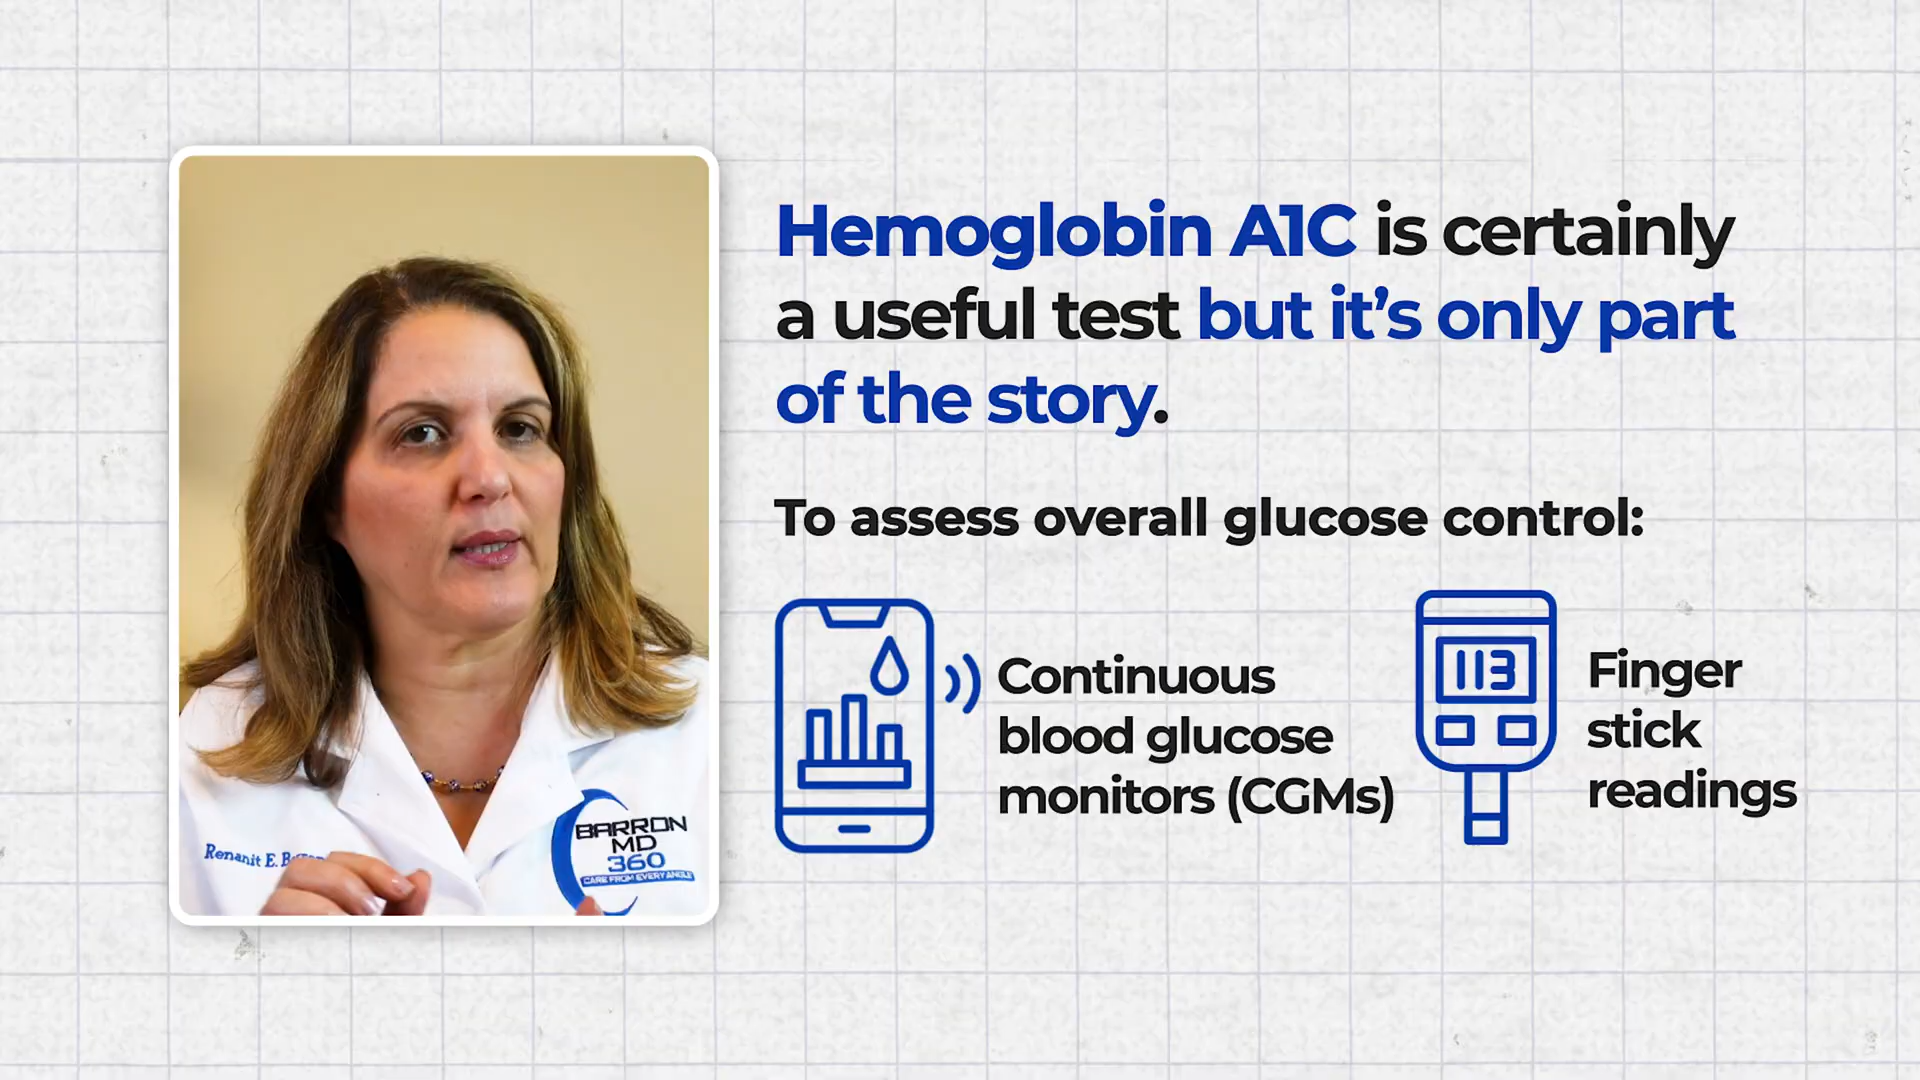 Hemoglobin A1C is certainly
a useful test but it's only part
of the story.
To assess overall glucose control:
Continuous
blood glucose
monitors (CGMs)
113
Finger
stick
readings
Renanit E.
BARRON
MD
360
CARE FROM EVERY ANGLE